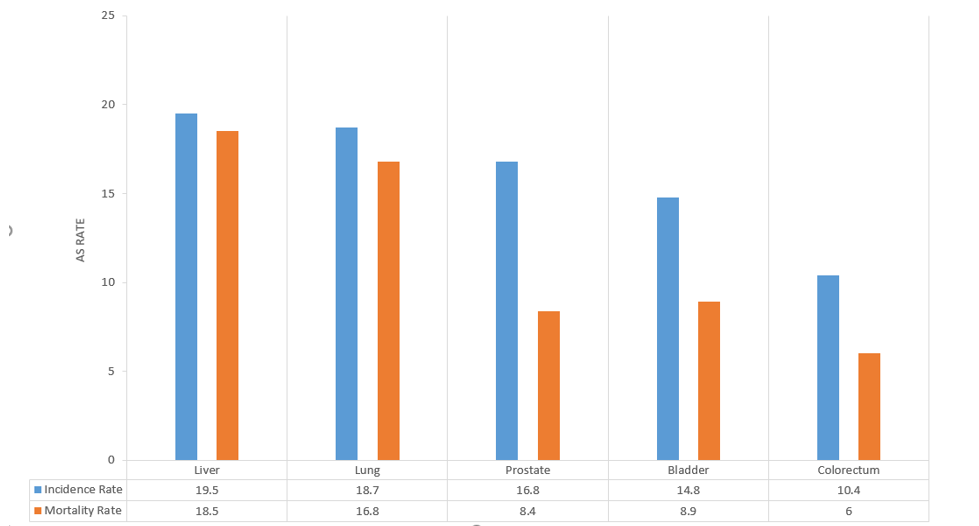 25
20
15
10
5
0
AS RATE
Liver Lung Prostate Bladder Colorectum
Incidence Rate 19.5 18.7 16.8 14.8 10.4
Mortality Rate 18.5 16.8 8.4 8.9 6